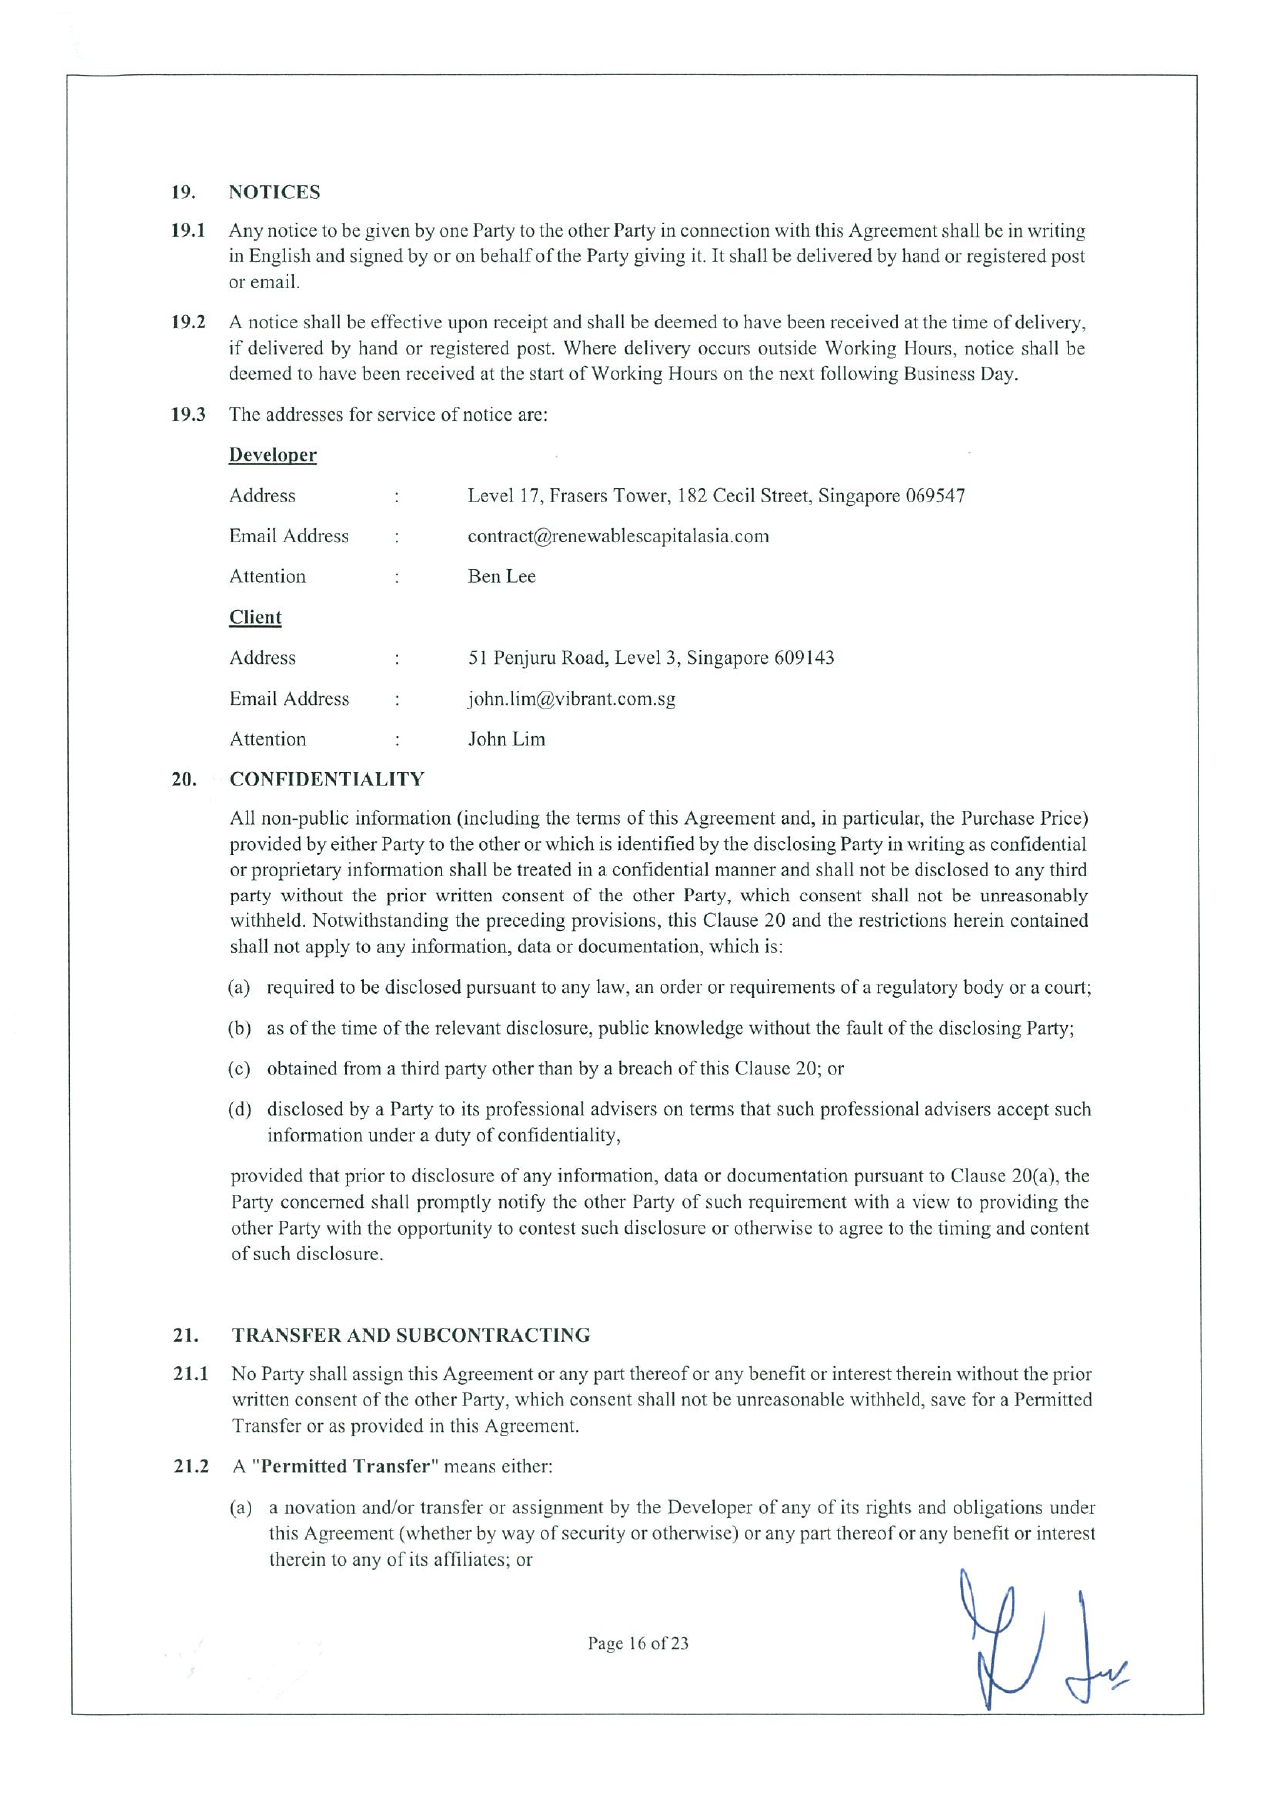 19. NOTICES
19.1 Any notice to be given by one Party to the other Party in connection with this Agreement shall be in writing
in English and signed by or on behalf of the Party giving it. It shall be delivered by hand or registered post
or email.
19.2 A notice shall be effective upon receipt and shall be deemed to have been received at the time of delivery,
if delivered by hand or registered post. Where delivery occurs outside Working Hours, notice shall be
deemed to have been received at the start of Working Hours on the next following Business Day.
19.3 The addresses for service of notice are:
Developer
Address : Level 17, Frasers Tower, 182 Cecil Street, Singapore 069547
Email Address : contract@renewablescapitalasia.com
Attention : Ben Lee
Client
Address : 51 Penjuru Road, Level 3, Singapore 609143
Email Address : john.lim@vibrant.com.sg
Attention : John Lim
20. CONFIDENTIALITY
All non-public information (including the terms of this Agreement and, in particular, the Purchase Price)
provided by either Party to the other or which is identified by the disclosing Party in writing as confidential
or proprietary information shall be treated in a confidential manner and shall not be disclosed to any third
party without the prior written consent of the other Party, which consent shall not be unreasonably
withheld. Notwithstanding the preceding provisions, this Clause 20 and the restrictions herein contained
shall not apply to any information, data or documentation, which is:
(a) required to be disclosed pursuant to any law, an order or requirements of a regulatory body or a court;
(b) as of the time of the relevant disclosure, public knowledge without the fault of the disclosing Party;
(c) obtained from a third party other than by a breach of this Clause 20; or
(d) disclosed by a Party to its professional advisers on terms that such professional advisers accept such
information under a duty of confidentiality,
provided that prior to disclosure of any information, data or documentation pursuant to Clause 20(a), the
Party concerned shall promptly notify the other Party of such requirement with a view to providing the
other Party with the opportunity to contest such disclosure or otherwise to agree to the timing and content
of such disclosure.
21. TRANSFER AND SUBCONTRACTING
21.1 No Party shall assign this Agreement or any part thereof or any benefit or interest therein without the prior
written consent of the other Party, which consent shall not be unreasonable withheld, save for a Permitted
Transfer or as provided in this Agreement.
21.2 A "Permitted Transfer" means either:
(a) a novation and/or transfer or assignment by the Developer of any of its rights and obligations under
this Agreement (whether by way of security or otherwise) or any part thereof or any benefit or interest
therein to any of its affiliates; or
Page 16 of 23